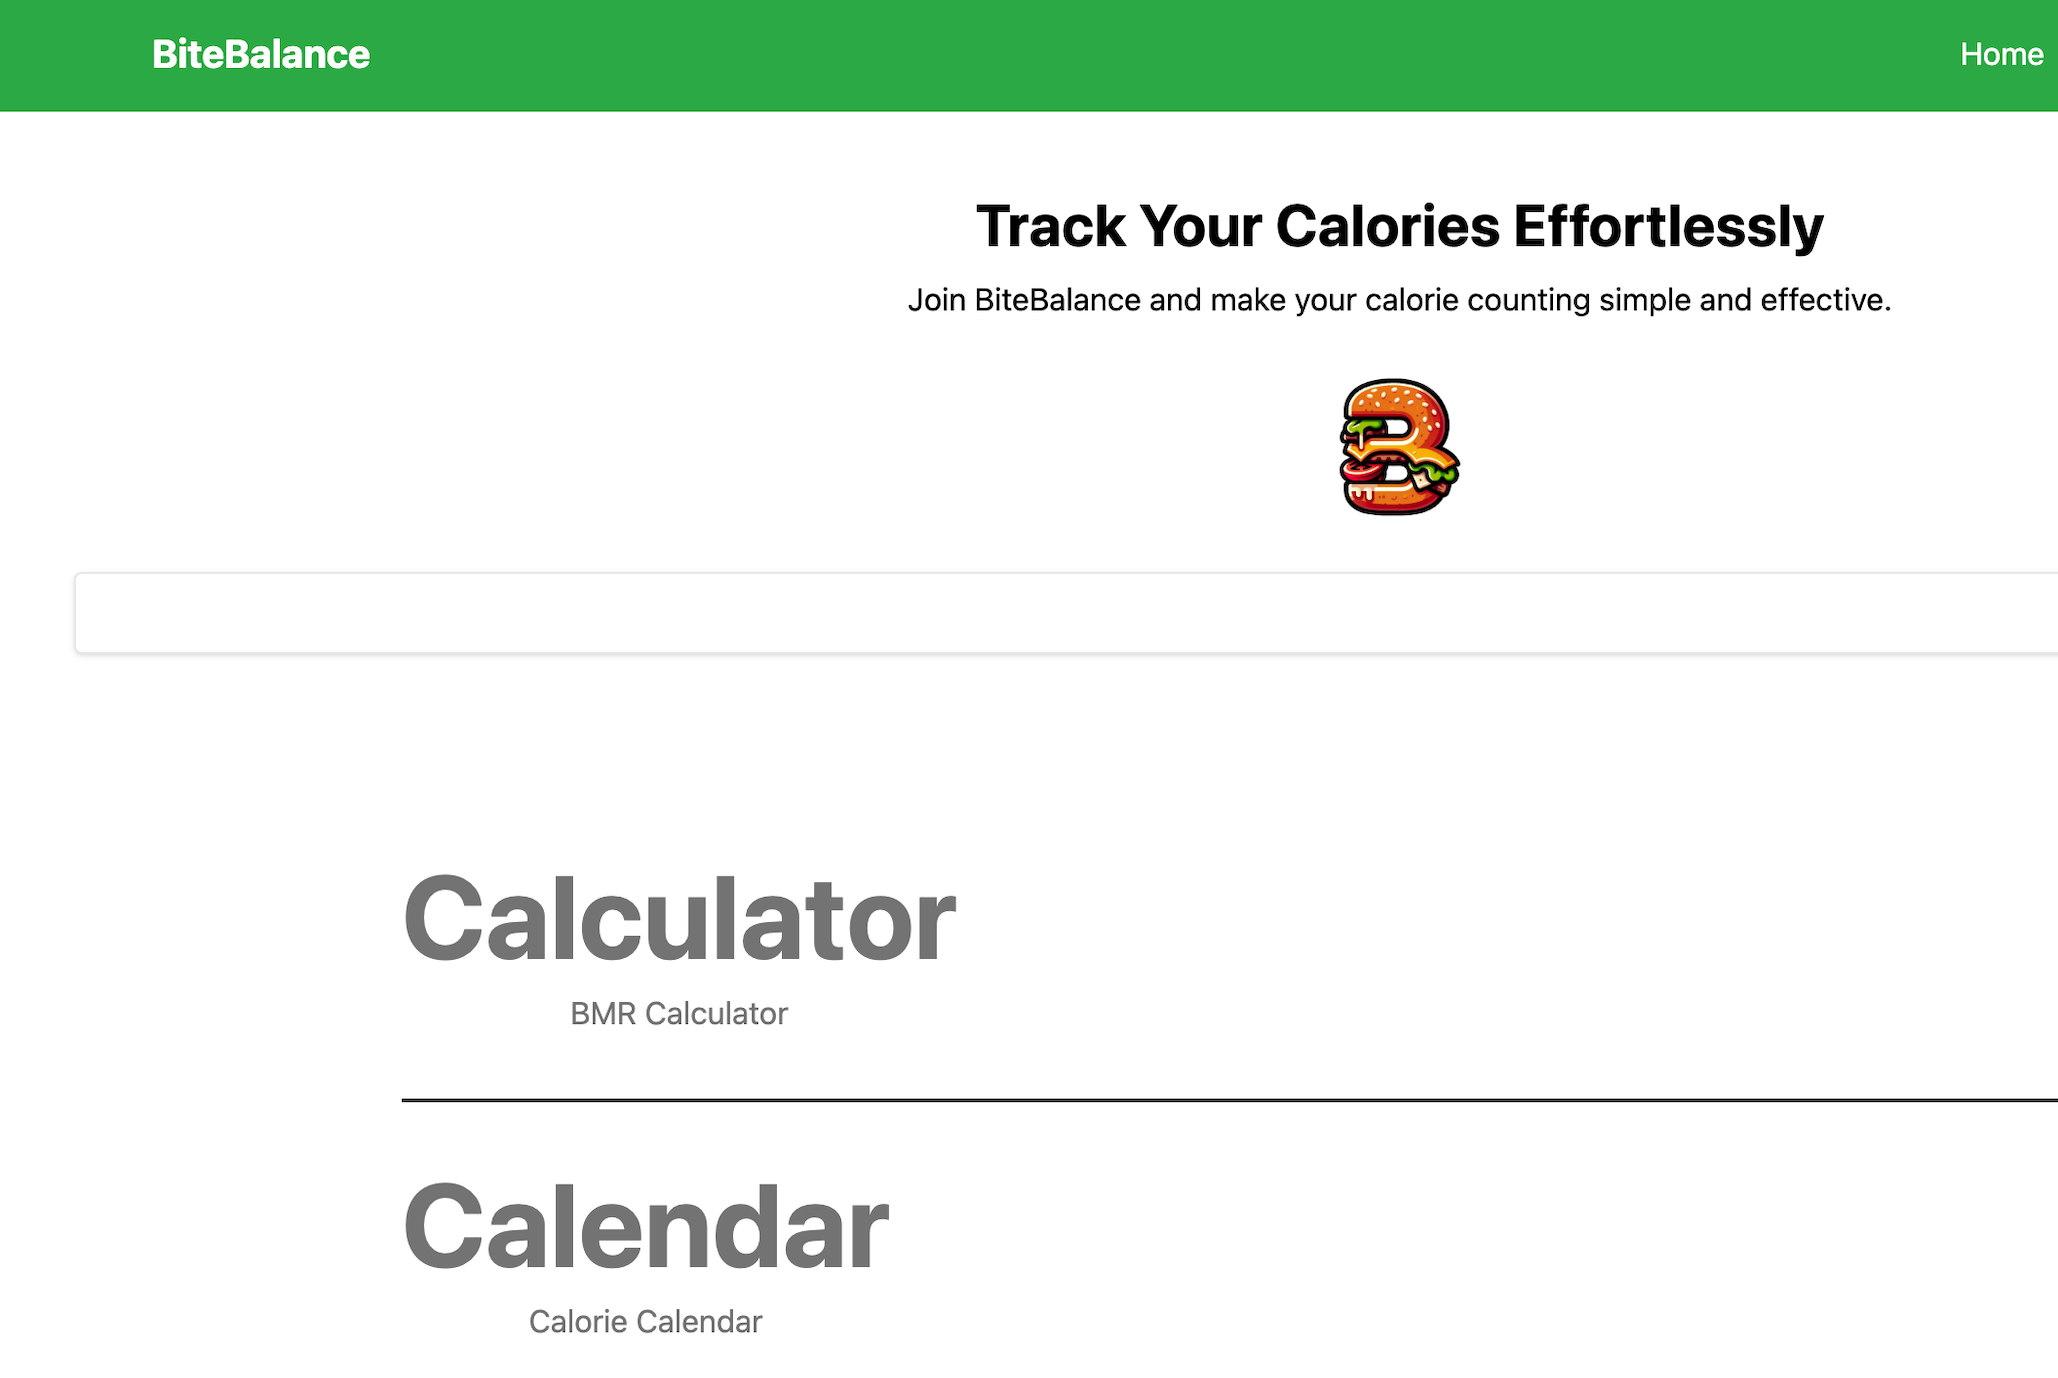 BiteBalance
Home
Track Your Calories Effortlessly
Join BiteBalance and make your calorie counting simple and effective.
Calculator
BMR Calculator
Calendar
Calorie Calendar